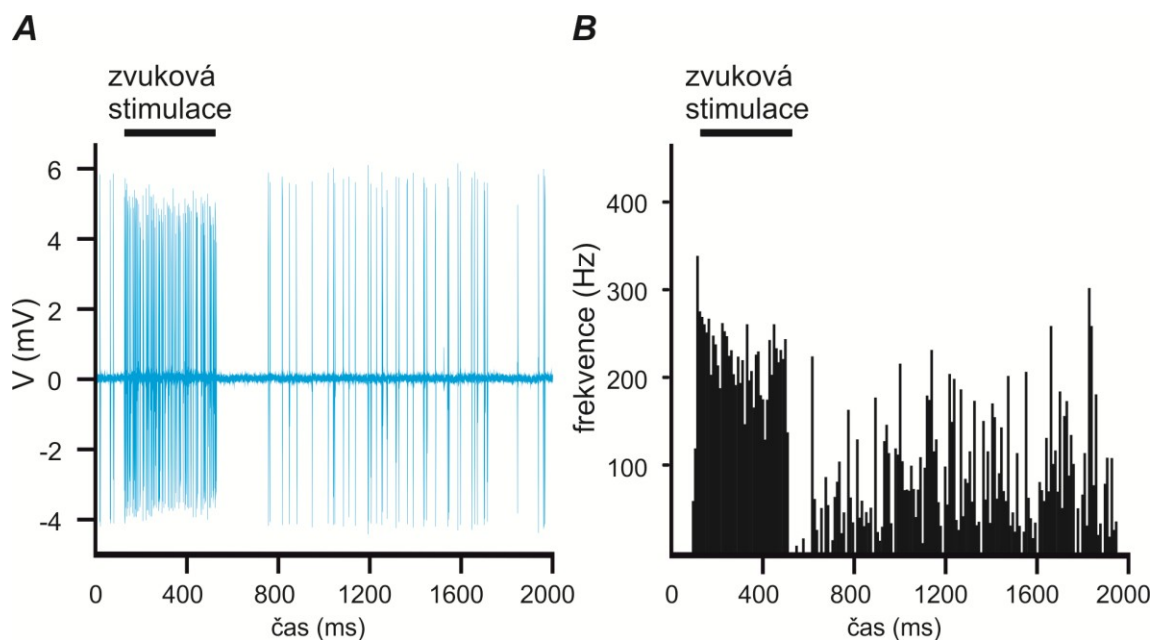 A
zvuková
stimulace
V (mV)
6
4
2
0
-2
-4
0 400 800 1200 1600 2000
čas (ms)
B
zvuková
stimulace
frekvence (Hz)
400
300
200
100
0 400 800 1200 1600 2000
čas (ms)